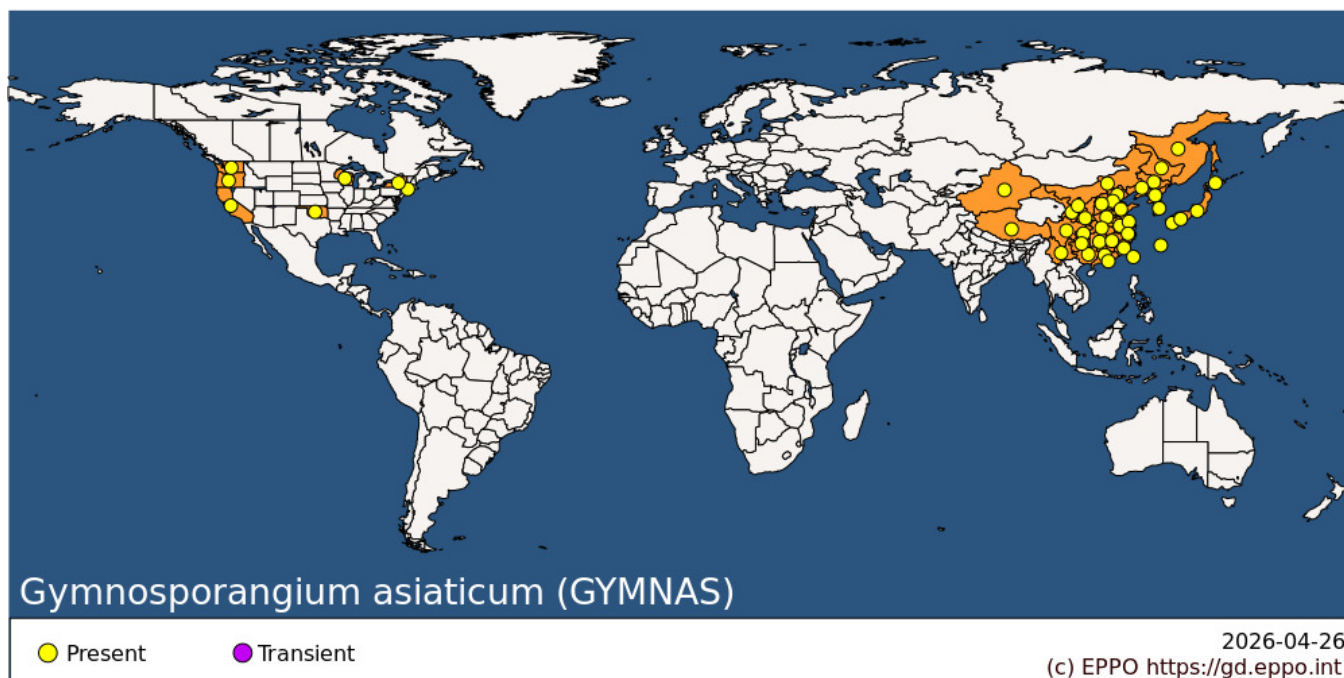 Gymnosporangium asiaticum (GYMNAS)
Present
Transient
2026-04-26
(c) EPPO https://gd.eppo.int